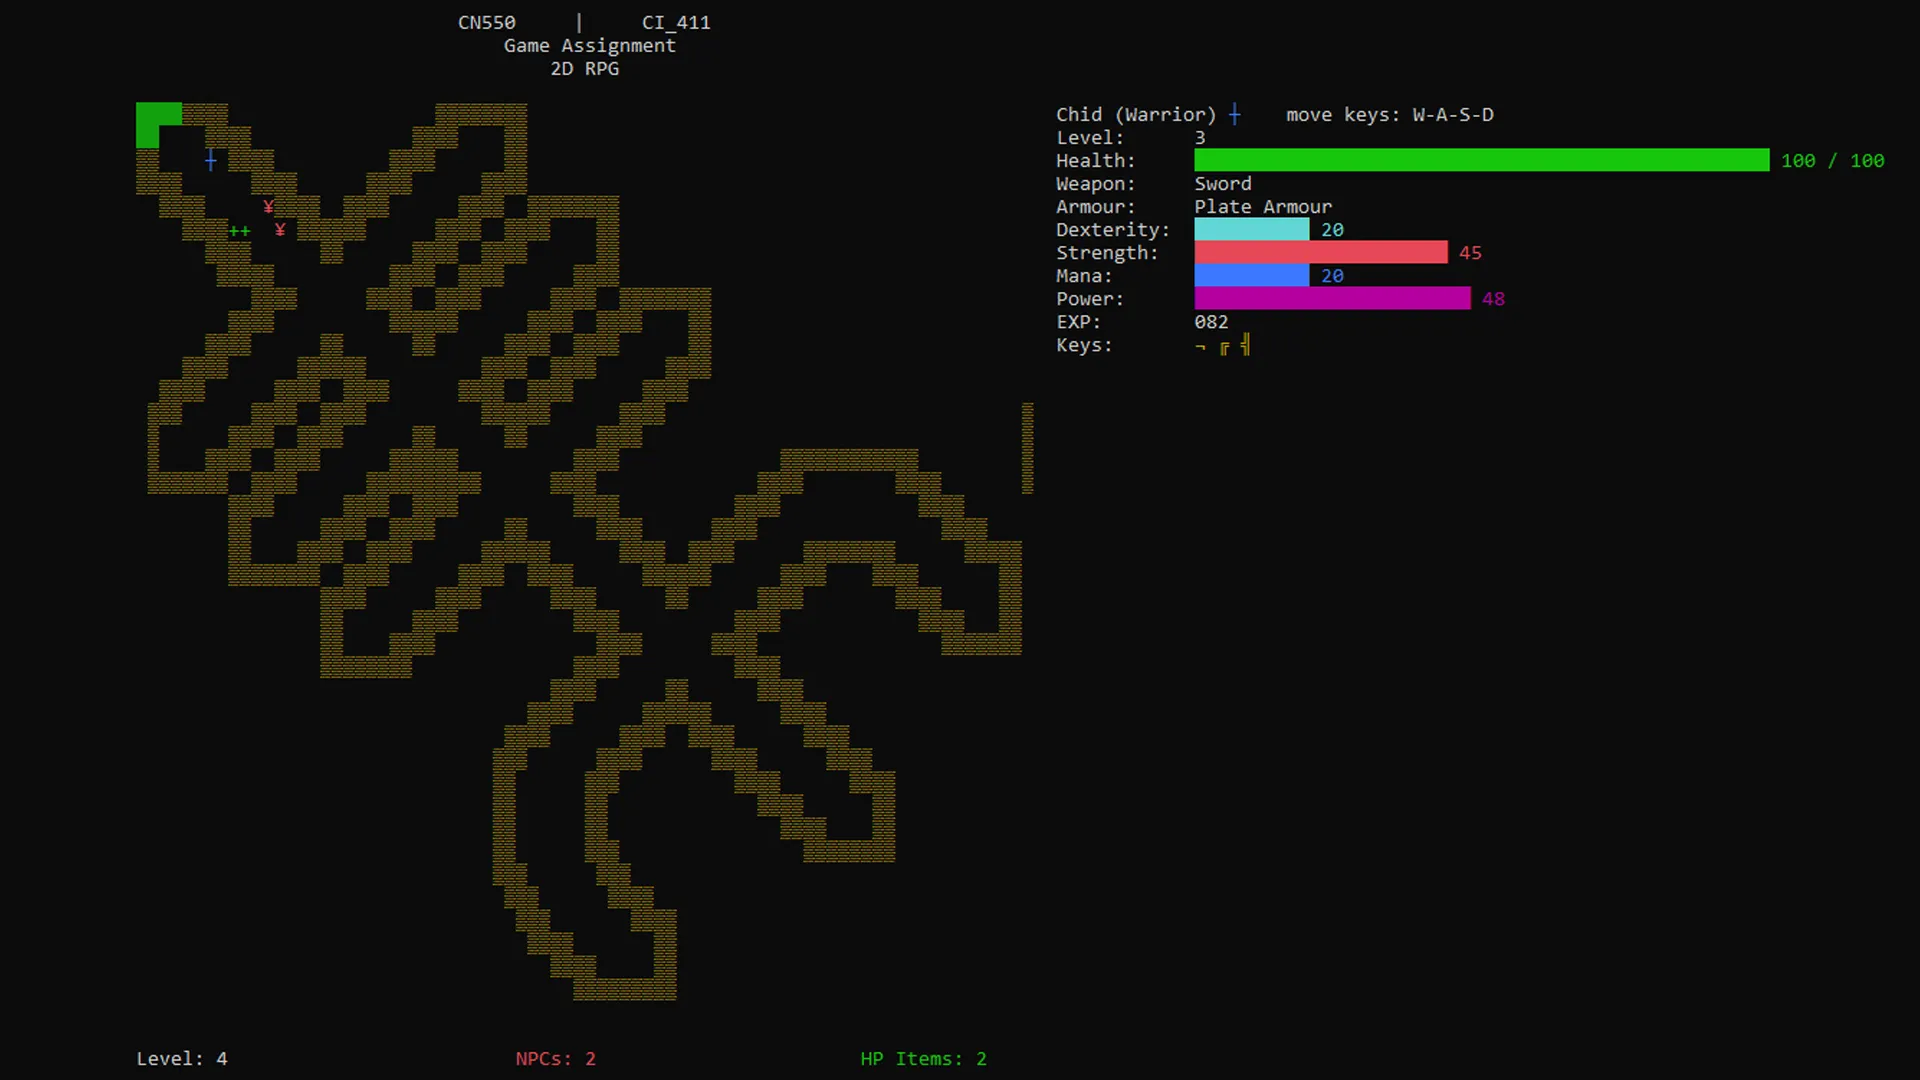 CN550 | CI_411
Game Assignment
2D RPG
Chid (Warrior) ┼ move keys: W-A-S-D
Level: 3
Health: 100 / 100
Weapon: Sword
Armour: Plate Armour
Dexterity: 20
Strength: 45
Mana: 20
Power: 48
EXP: 082
Keys: ¬ ╔ ╣
┼
¥
++ ¥
Level: 4 NPCs: 2 HP Items: 2